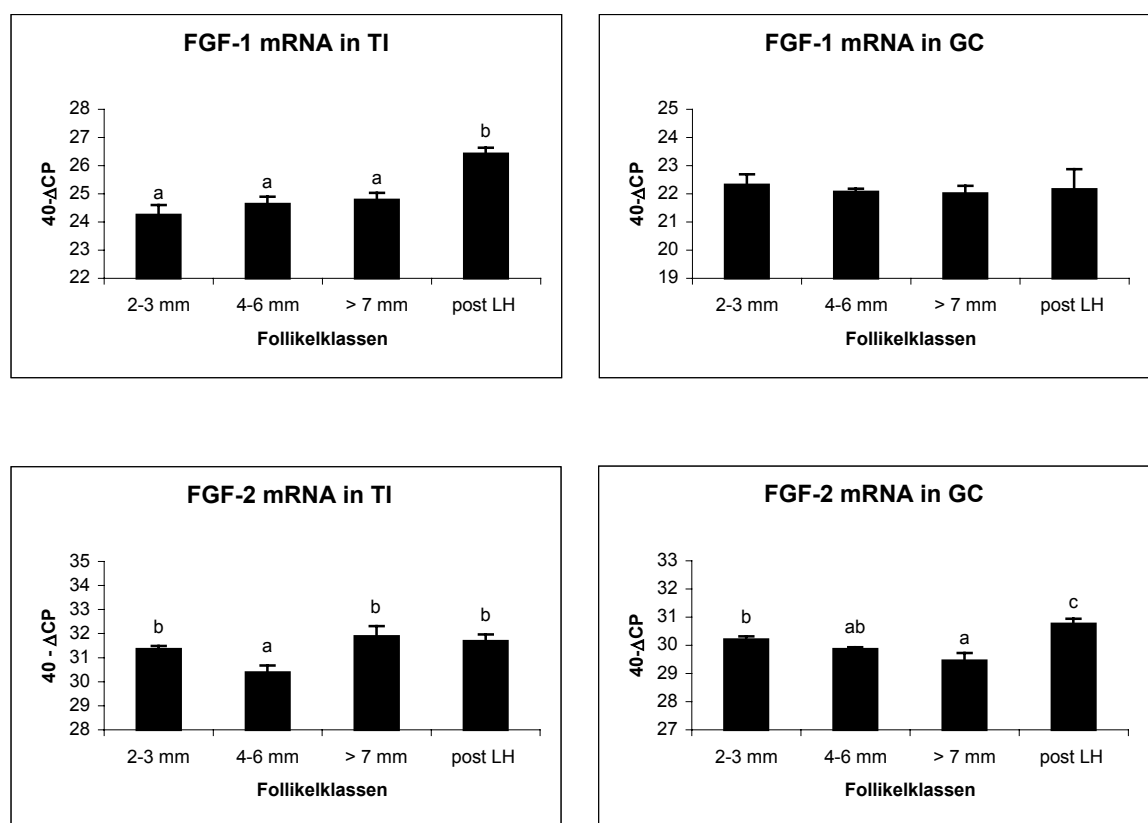 FGF-1 mRNA in TI
28
27
26
25
24
23
22
40-ΔCP
a
a
a
b
2-3 mm 4-6 mm > 7 mm post LH
Follikelklassen
FGF-1 mRNA in GC
25
24
23
22
21
20
19
40-ΔCP
2-3 mm 4-6 mm > 7 mm post LH
Follikelklassen
FGF-2 mRNA in TI
35
34
33
32
31
30
29
28
40 - ΔCP
b
a
b
b
2-3 mm 4-6 mm > 7 mm post LH
Follikelklassen
FGF-2 mRNA in GC
33
32
31
30
29
28
27
40-ΔCP
b
ab
a
c
2-3 mm 4-6 mm > 7 mm post LH
Follikelklassen